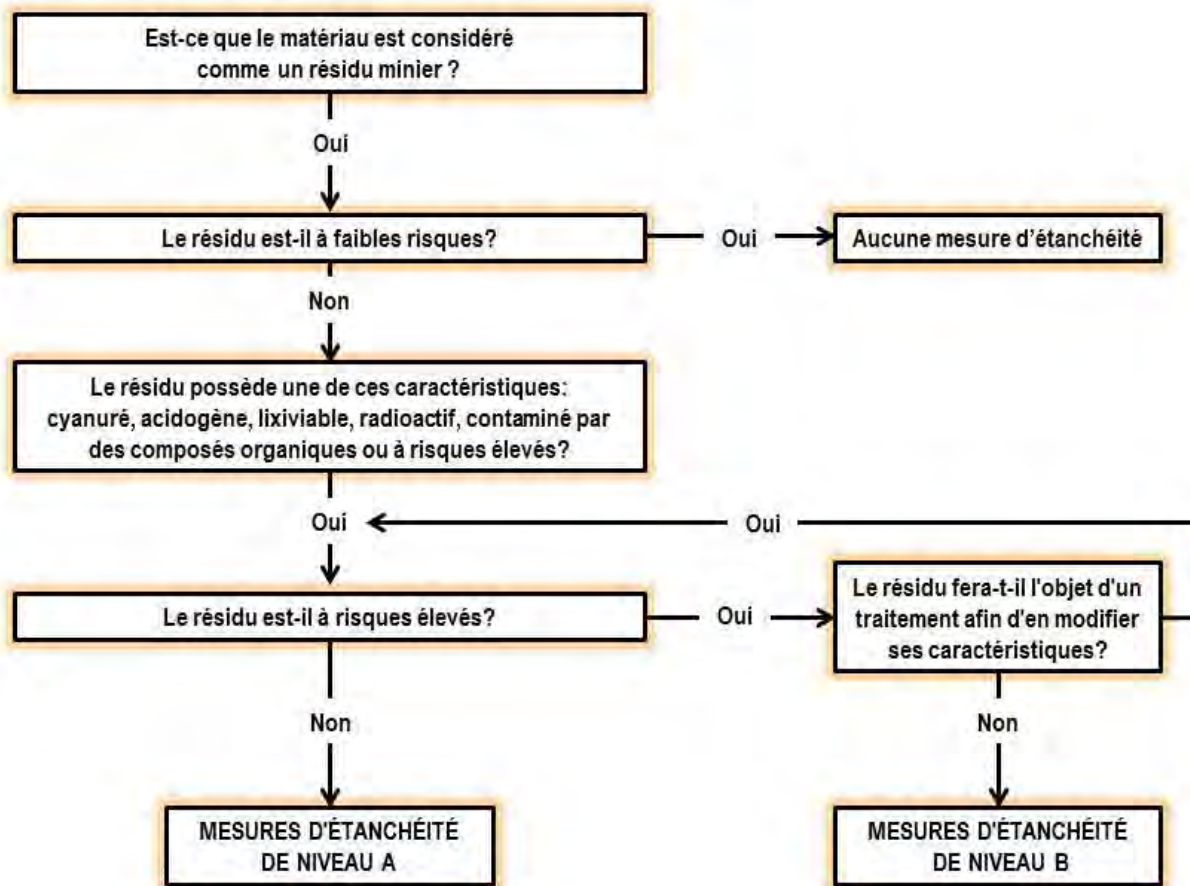 Est-ce que le matériau est considéré
comme un résidu minier ?
Oui
Le résidu est-il à faibles risques?
Oui
Aucune mesure d'étanchéité
Non
Le résidu possède une de ces caractéristiques:
cyanuré, acidogène, lixiviable, radioactif, contaminé par
des composés organiques ou à risques élevés?
Oui
Oui
Le résidu est-il à risques élevés?
Oui
Le résidu fera-t-il l'objet d'un
traitement afin d'en modifier
ses caractéristiques?
Non
Non
MESURES D'ÉTANCHÉITÉ
DE NIVEAU A
MESURES D'ÉTANCHÉITÉ
DE NIVEAU B